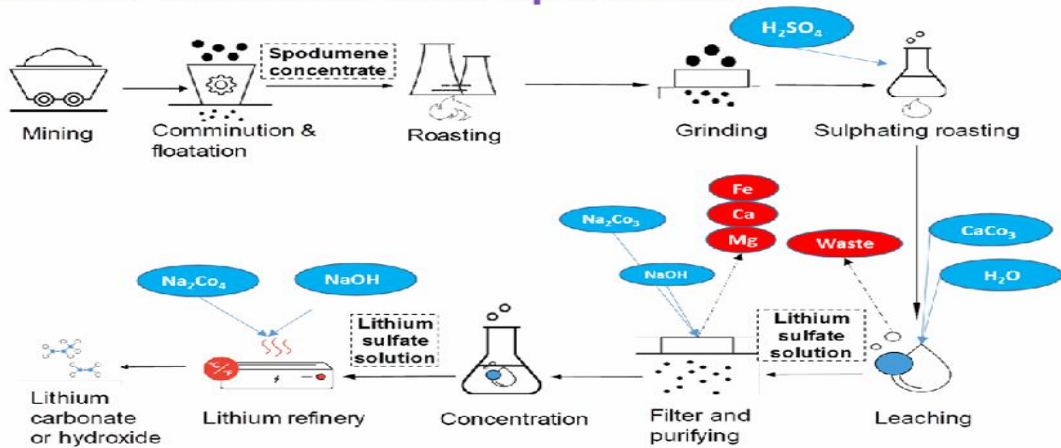 H₂SO₄
Spodumene
concentrate
Mining
Comminution &
floatation
Roasting
Grinding
Sulphating roasting
Fe
Ca
Mg
Na₂Co₃
NaOH
Waste
CaCo₃
H₂O
Na₂Co₄
NaOH
Lithium
sulfate
solution
Lithium
sulfate
solution
°C/°F
Lithium
carbonate
or hydroxide
Lithium refinery
Concentration
Filter and
purifying
Leaching